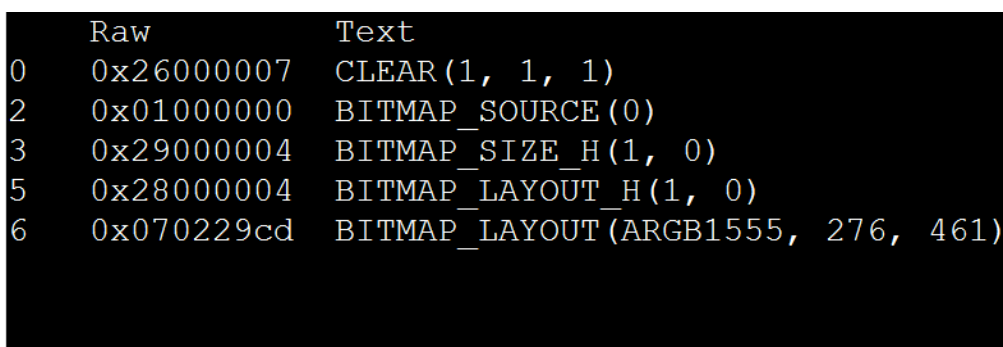 Raw Text
0 0x26000007 CLEAR(1, 1, 1)
2 0x01000000 BITMAP_SOURCE(0)
3 0x29000004 BITMAP_SIZE_H(1, 0)
5 0x28000004 BITMAP_LAYOUT_H(1, 0)
6 0x070229cd BITMAP_LAYOUT(ARGB1555, 276, 461)